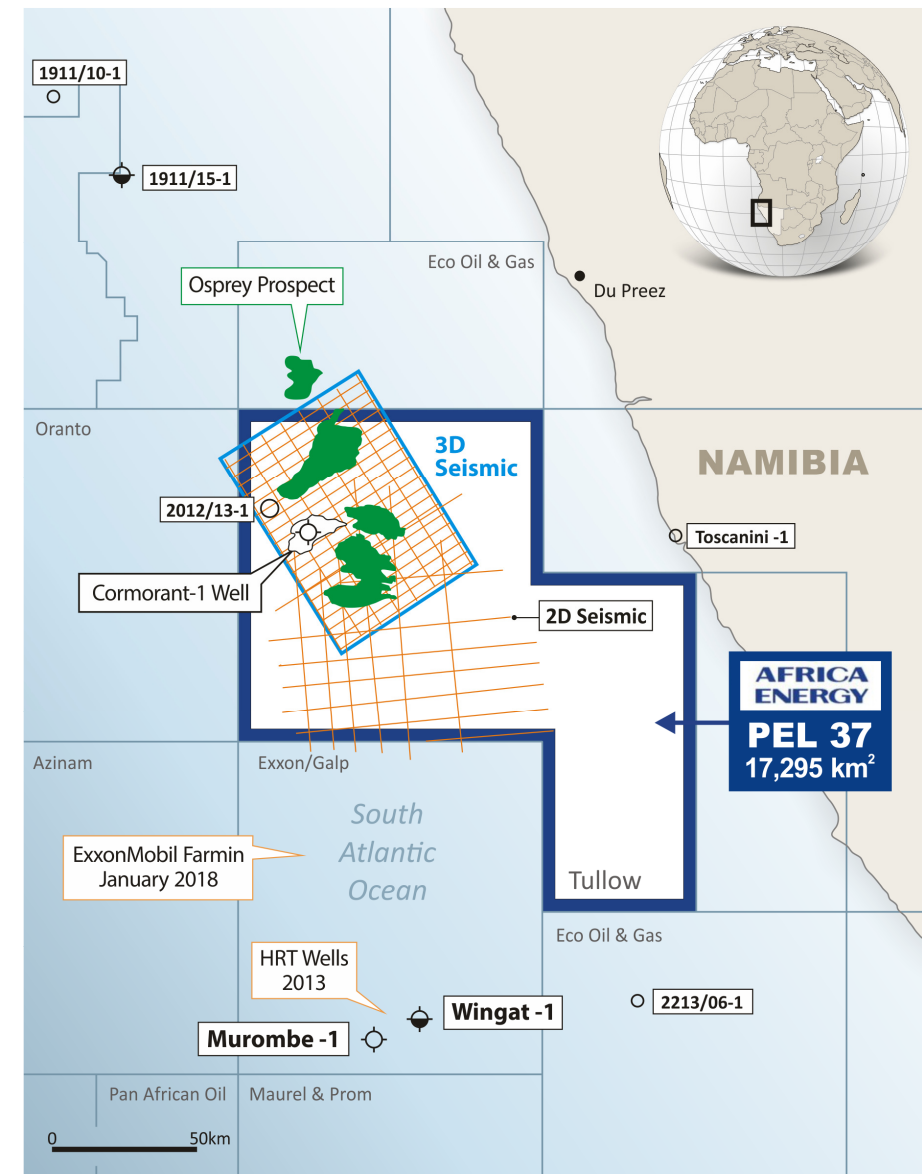 1911/10-1
1911/15-1
Eco Oil & Gas
Osprey Prospect
Du Preez
Oranto
3D
Seismic
NAMIBIA
2012/13-1
Toscanini -1
Cormorant-1 Well
2D Seismic
AFRICA
ENERGY
PEL 37
17,295 km²
Azinam
Exxon/Galp
South
Atlantic
Ocean
ExxonMobil Farmin
January 2018
Tullow
Eco Oil & Gas
HRT Wells
2013
2213/06-1
Wingat -1
Murombe -1
Pan African Oil
Maurel & Prom
0
50km